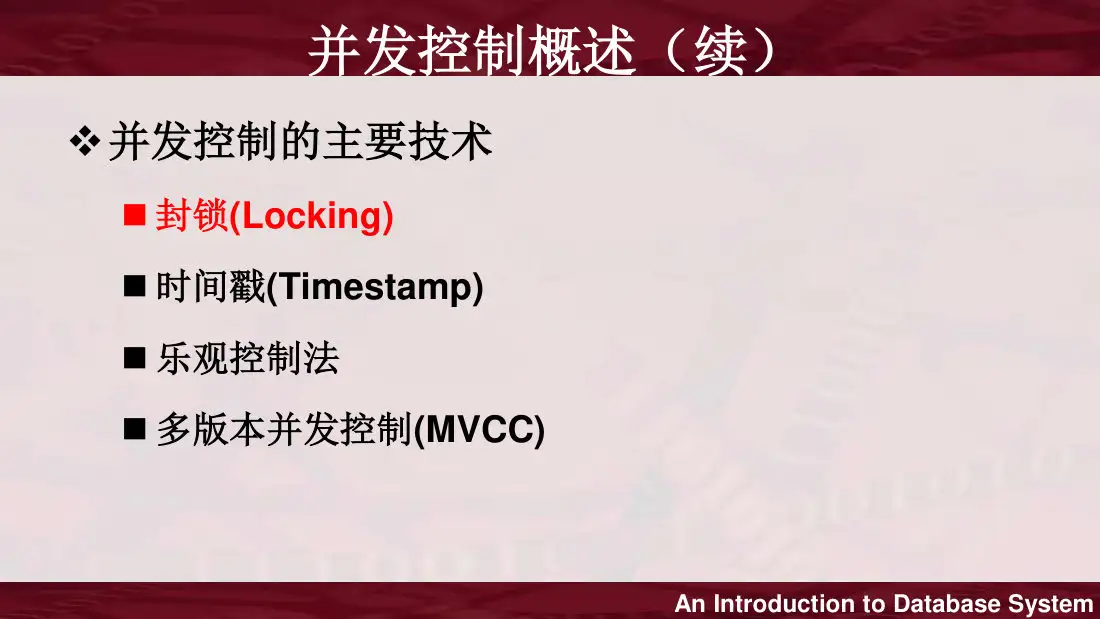 并发控制概述（续）
并发控制的主要技术
封锁(Locking)
时间戳(Timestamp)
乐观控制法
多版本并发控制(MVCC)
An Introduction to Database System